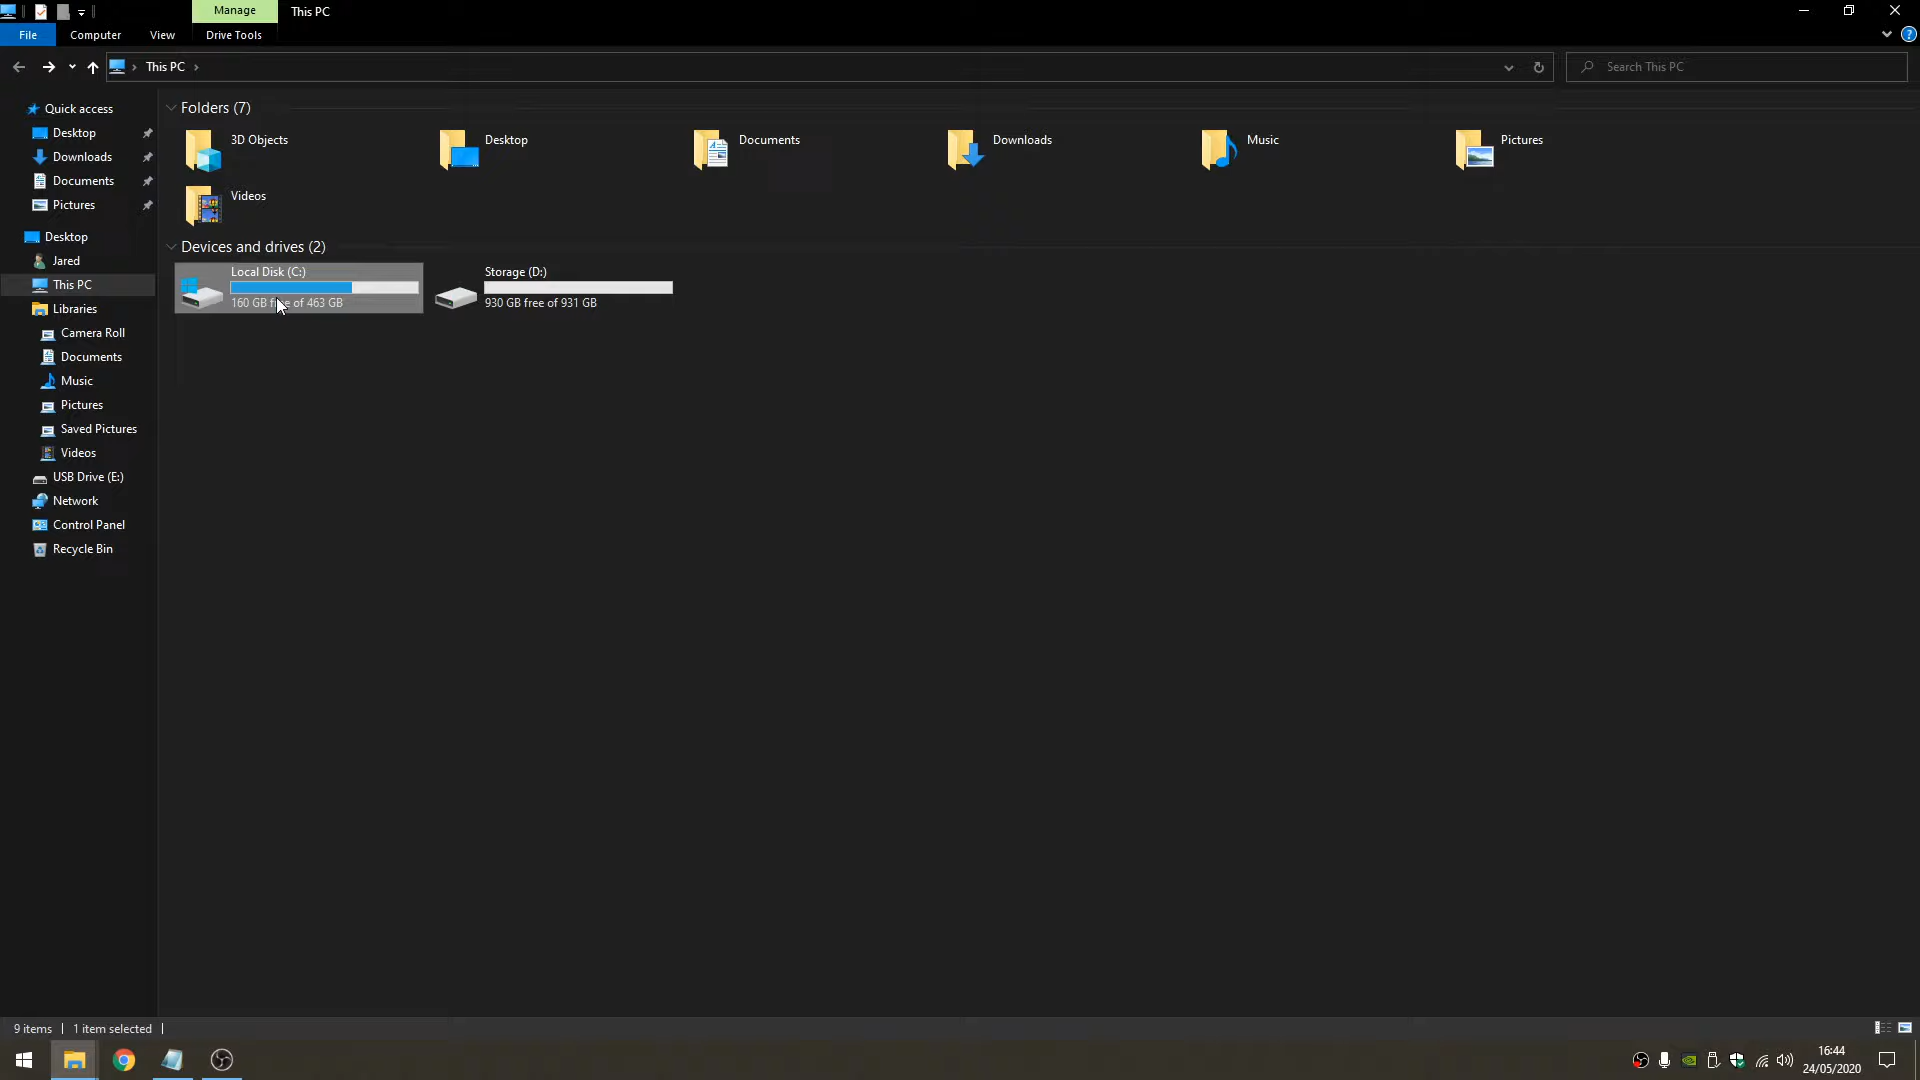 Manage This PC
File Computer View Drive Tools
This PC Search This PC
Quick access
Desktop
Downloads
Documents
Pictures
Desktop
Jared
This PC
Libraries
Camera Roll
Documents
Music
Pictures
Saved Pictures
Videos
USB Drive (E:)
Network
Control Panel
Recycle Bin
Folders (7)
3D Objects Desktop Documents Downloads Music Pictures
Videos
Devices and drives (2)
Local Disk (C:)
160 GB free of 463 GB
Storage (D:)
930 GB free of 931 GB
9 items 1 item selected
16:44
24/05/2020